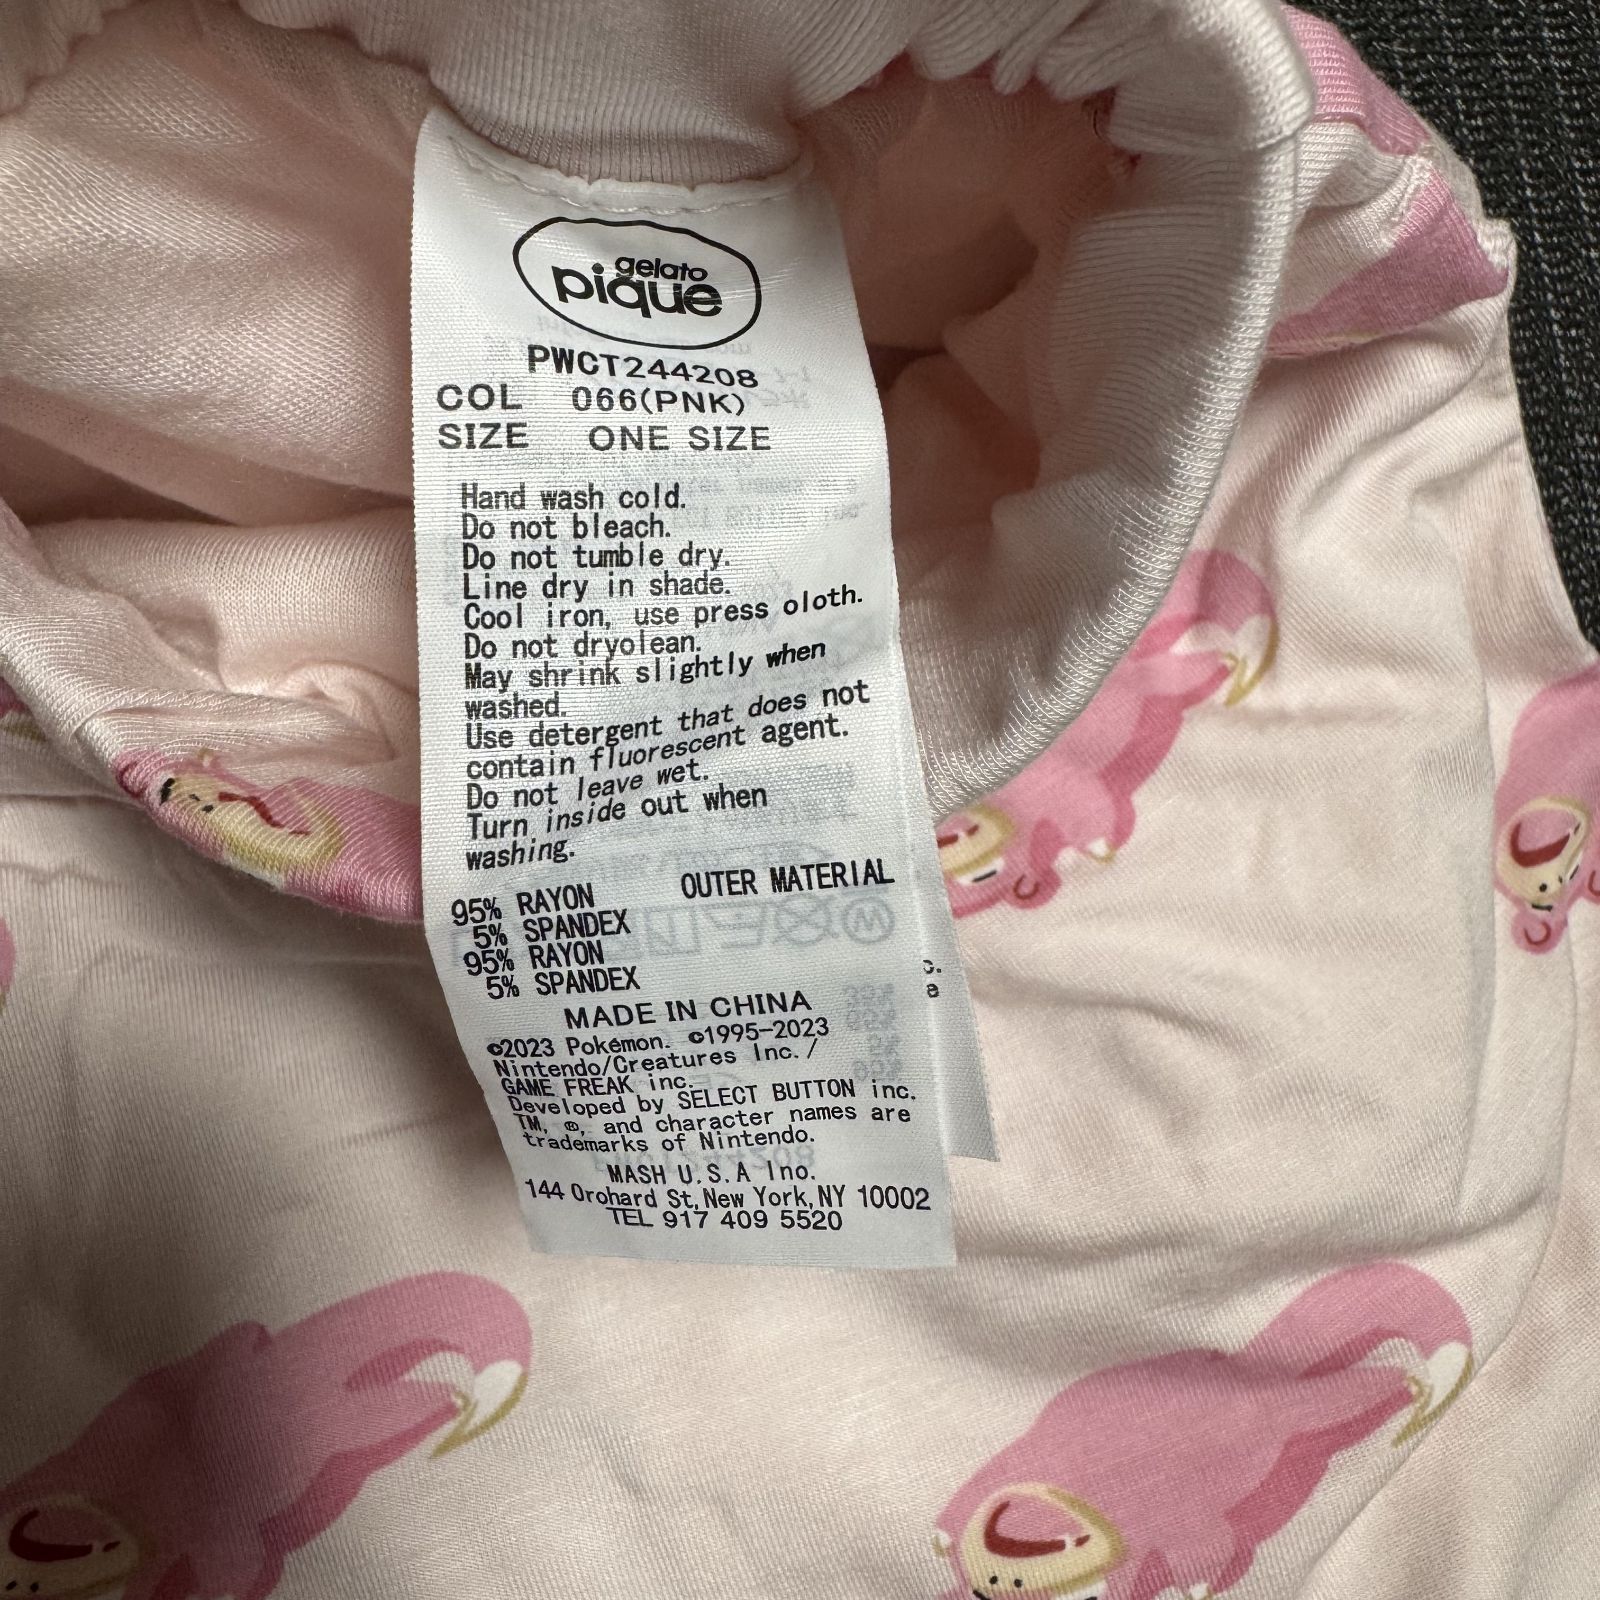 gelato
pique
PWCT244208
COL 066(PNK)
SIZE ONE SIZE
Hand wash cold.
Do not bleach.
Do not tumble dry.
Line dry in shade.
Cool iron, use press oloth.
Do not dryolean.
May shrink slightly when
washed.
Use detergent that does not
contain fluorescent agent.
Do not leave wet.
Turn inside out when
washing.
OUTER MATERIAL
95% RAYON
5% SPANDEX
95% RAYON
5% SPANDEX
MADE IN CHINA
©2023 Pokémon. ©1995-2023
Nintendo/Creatures Inc./
GAME FREAK inc.
Developed by SELECT BUTTON inc.
TM, ®, and character names are
trademarks of Nintendo.
MASH U.S.A Ino.
144 Orohard St,New York,NY 10002
TEL 917 409 5520